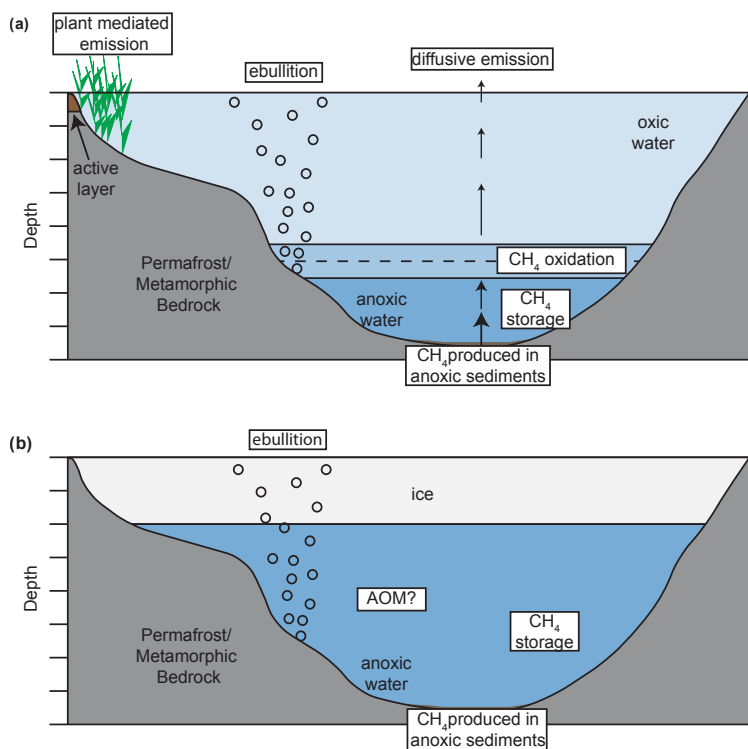 (a)
plant mediated
emission
ebullition
diffusive emission
oxic
water
active
layer
Depth
Permafrost/
Metamorphic
Bedrock
CH₄ oxidation
anoxic
water
CH₄
storage
CH₄produced in
anoxic sediments
(b)
ebullition
ice
Depth
AOM?
Permafrost/
Metamorphic
Bedrock
CH₄
storage
anoxic
water
CH₄produced in
anoxic sediments